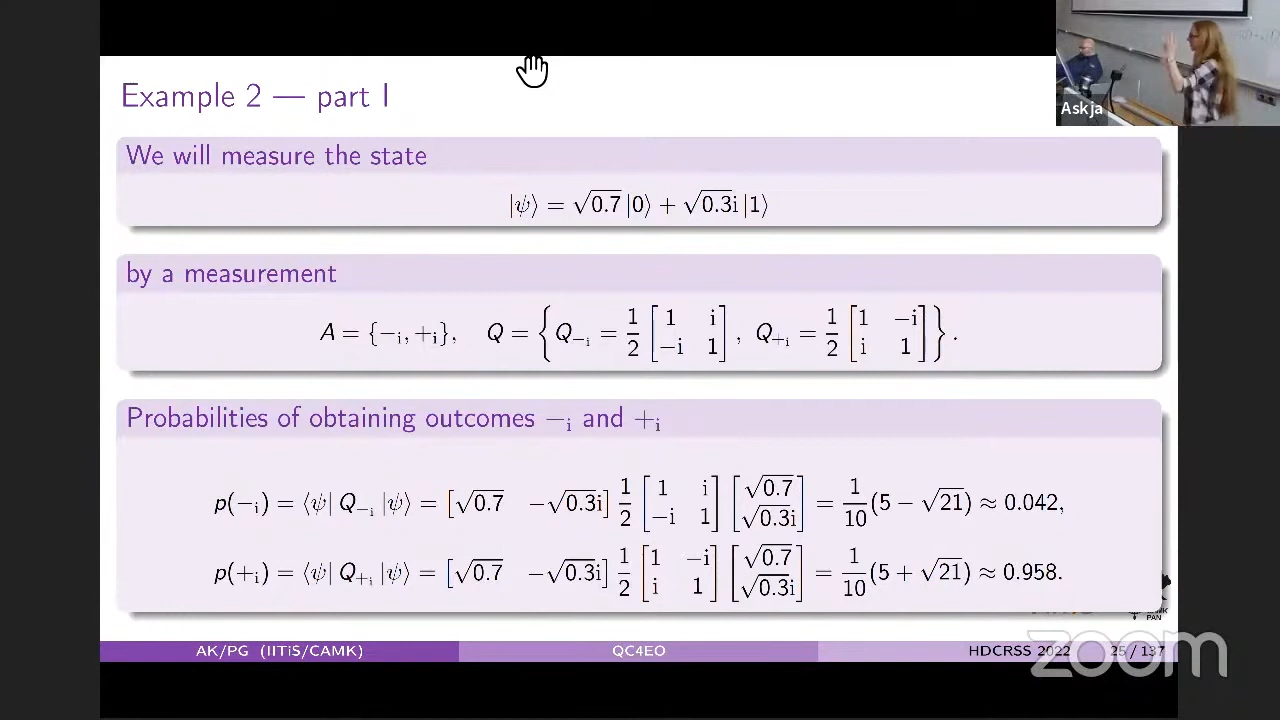 Example 2 — part I
Askja
We will measure the state
|ψ⟩ = √0.7 |0⟩ + √0.3i |1⟩
by a measurement
A = {−ᵢ, +ᵢ}, Q = { Q₋ᵢ = 1/2 [1 i; −i 1], Q₊ᵢ = 1/2 [1 −i; i 1] }.
Probabilities of obtaining outcomes −ᵢ and +ᵢ
p(−ᵢ) = ⟨ψ| Q₋ᵢ |ψ⟩ = [√0.7 −√0.3i] 1/2 [1 i; −i 1] [√0.7; √0.3i] = 1/10 (5 − √21) ≈ 0.042,
p(+ᵢ) = ⟨ψ| Q₊ᵢ |ψ⟩ = [√0.7 −√0.3i] 1/2 [1 −i; i 1] [√0.7; √0.3i] = 1/10 (5 + √21) ≈ 0.958.
PAN
AK/PG (IITiS/CAMK) QC4EO HDCRSS 2022 25 / 137
zoom